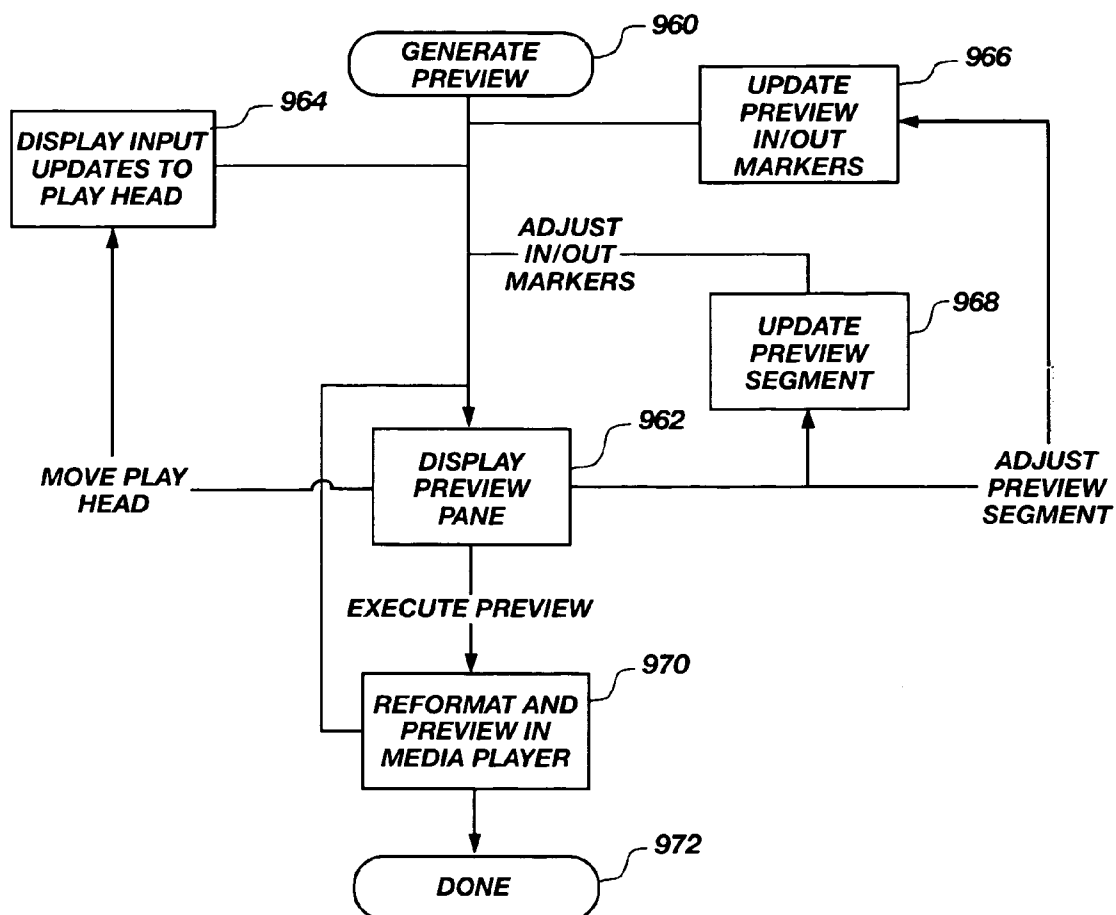 GENERATE
PREVIEW
960
UPDATE
PREVIEW
IN/OUT
MARKERS
966
DISPLAY INPUT
UPDATES TO
PLAY HEAD
964
ADJUST
IN/OUT
MARKERS
UPDATE
PREVIEW
SEGMENT
968
DISPLAY
PREVIEW
PANE
962
MOVE PLAY
HEAD
ADJUST
PREVIEW
SEGMENT
EXECUTE PREVIEW
REFORMAT AND
PREVIEW IN
MEDIA PLAYER
970
DONE
972